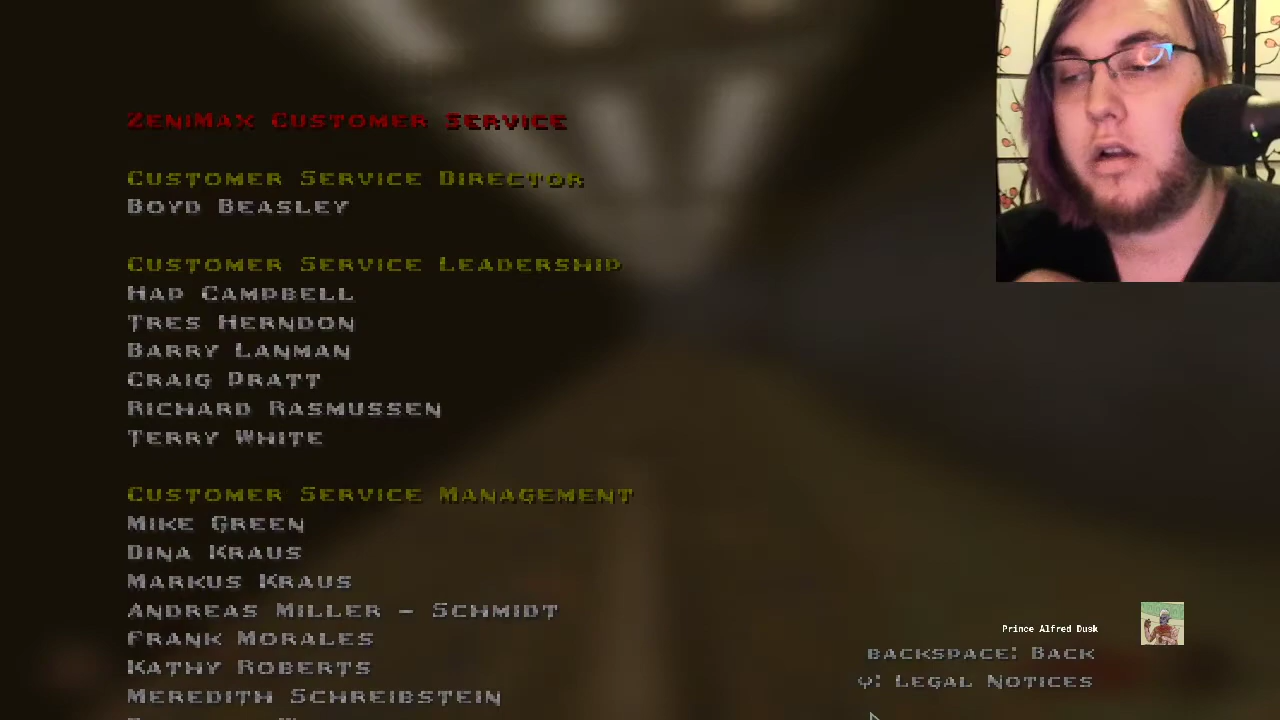 ZeniMax Customer Service
Customer Service Director
Boyd Beasley
Customer Service Leadership
Hap Campbell
Tres Herndon
Barry Lanman
Craig Pratt
Richard Rasmussen
Terry White
Customer Service Management
Mike Green
Dina Kraus
Markus Kraus
Andreas Miller - Schmidt
Frank Morales
Kathy Roberts
Meredith Schreibstein
Prince Alfred Dusk
Backspace: Back
Legal Notices